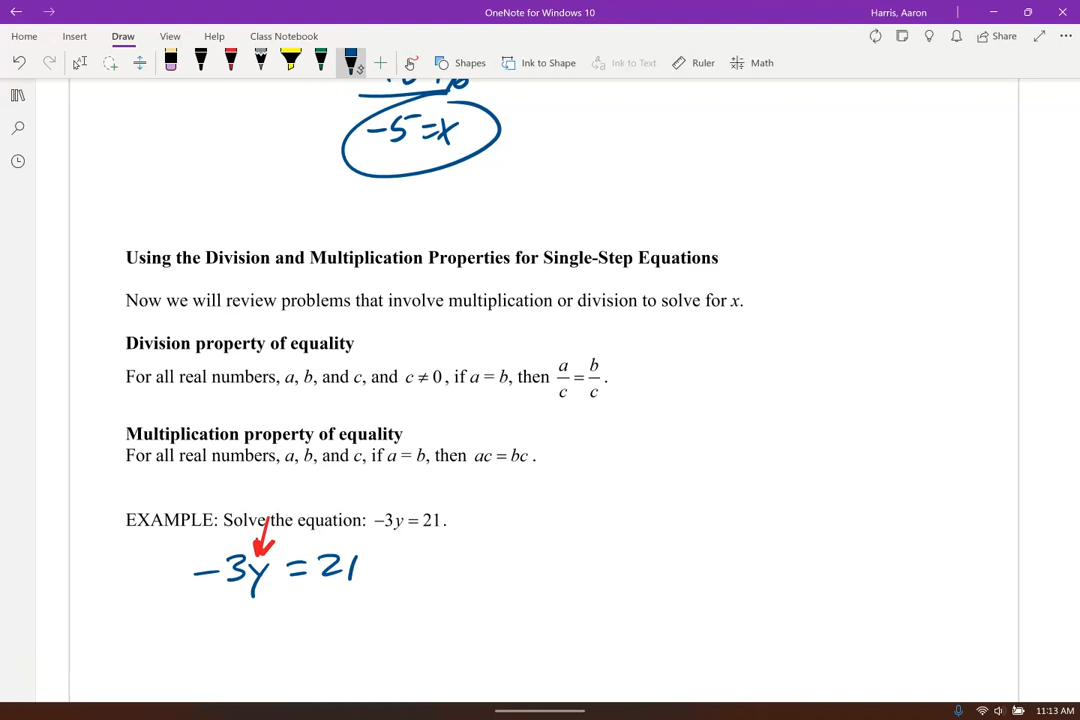 OneNote for Windows 10
Harris, Aaron
Home Insert Draw View Help Class Notebook
Share
Shapes Ink to Shape Ink to Text Ruler Math
-5=x
Using the Division and Multiplication Properties for Single-Step Equations
Now we will review problems that involve multiplication or division to solve for x.
Division property of equality
For all real numbers, a, b, and c, and c ≠ 0, if a = b, then a/c = b/c.
Multiplication property of equality
For all real numbers, a, b, and c, if a = b, then ac = bc.
EXAMPLE: Solve the equation: −3y = 21.
-3y = 21
11:13 AM